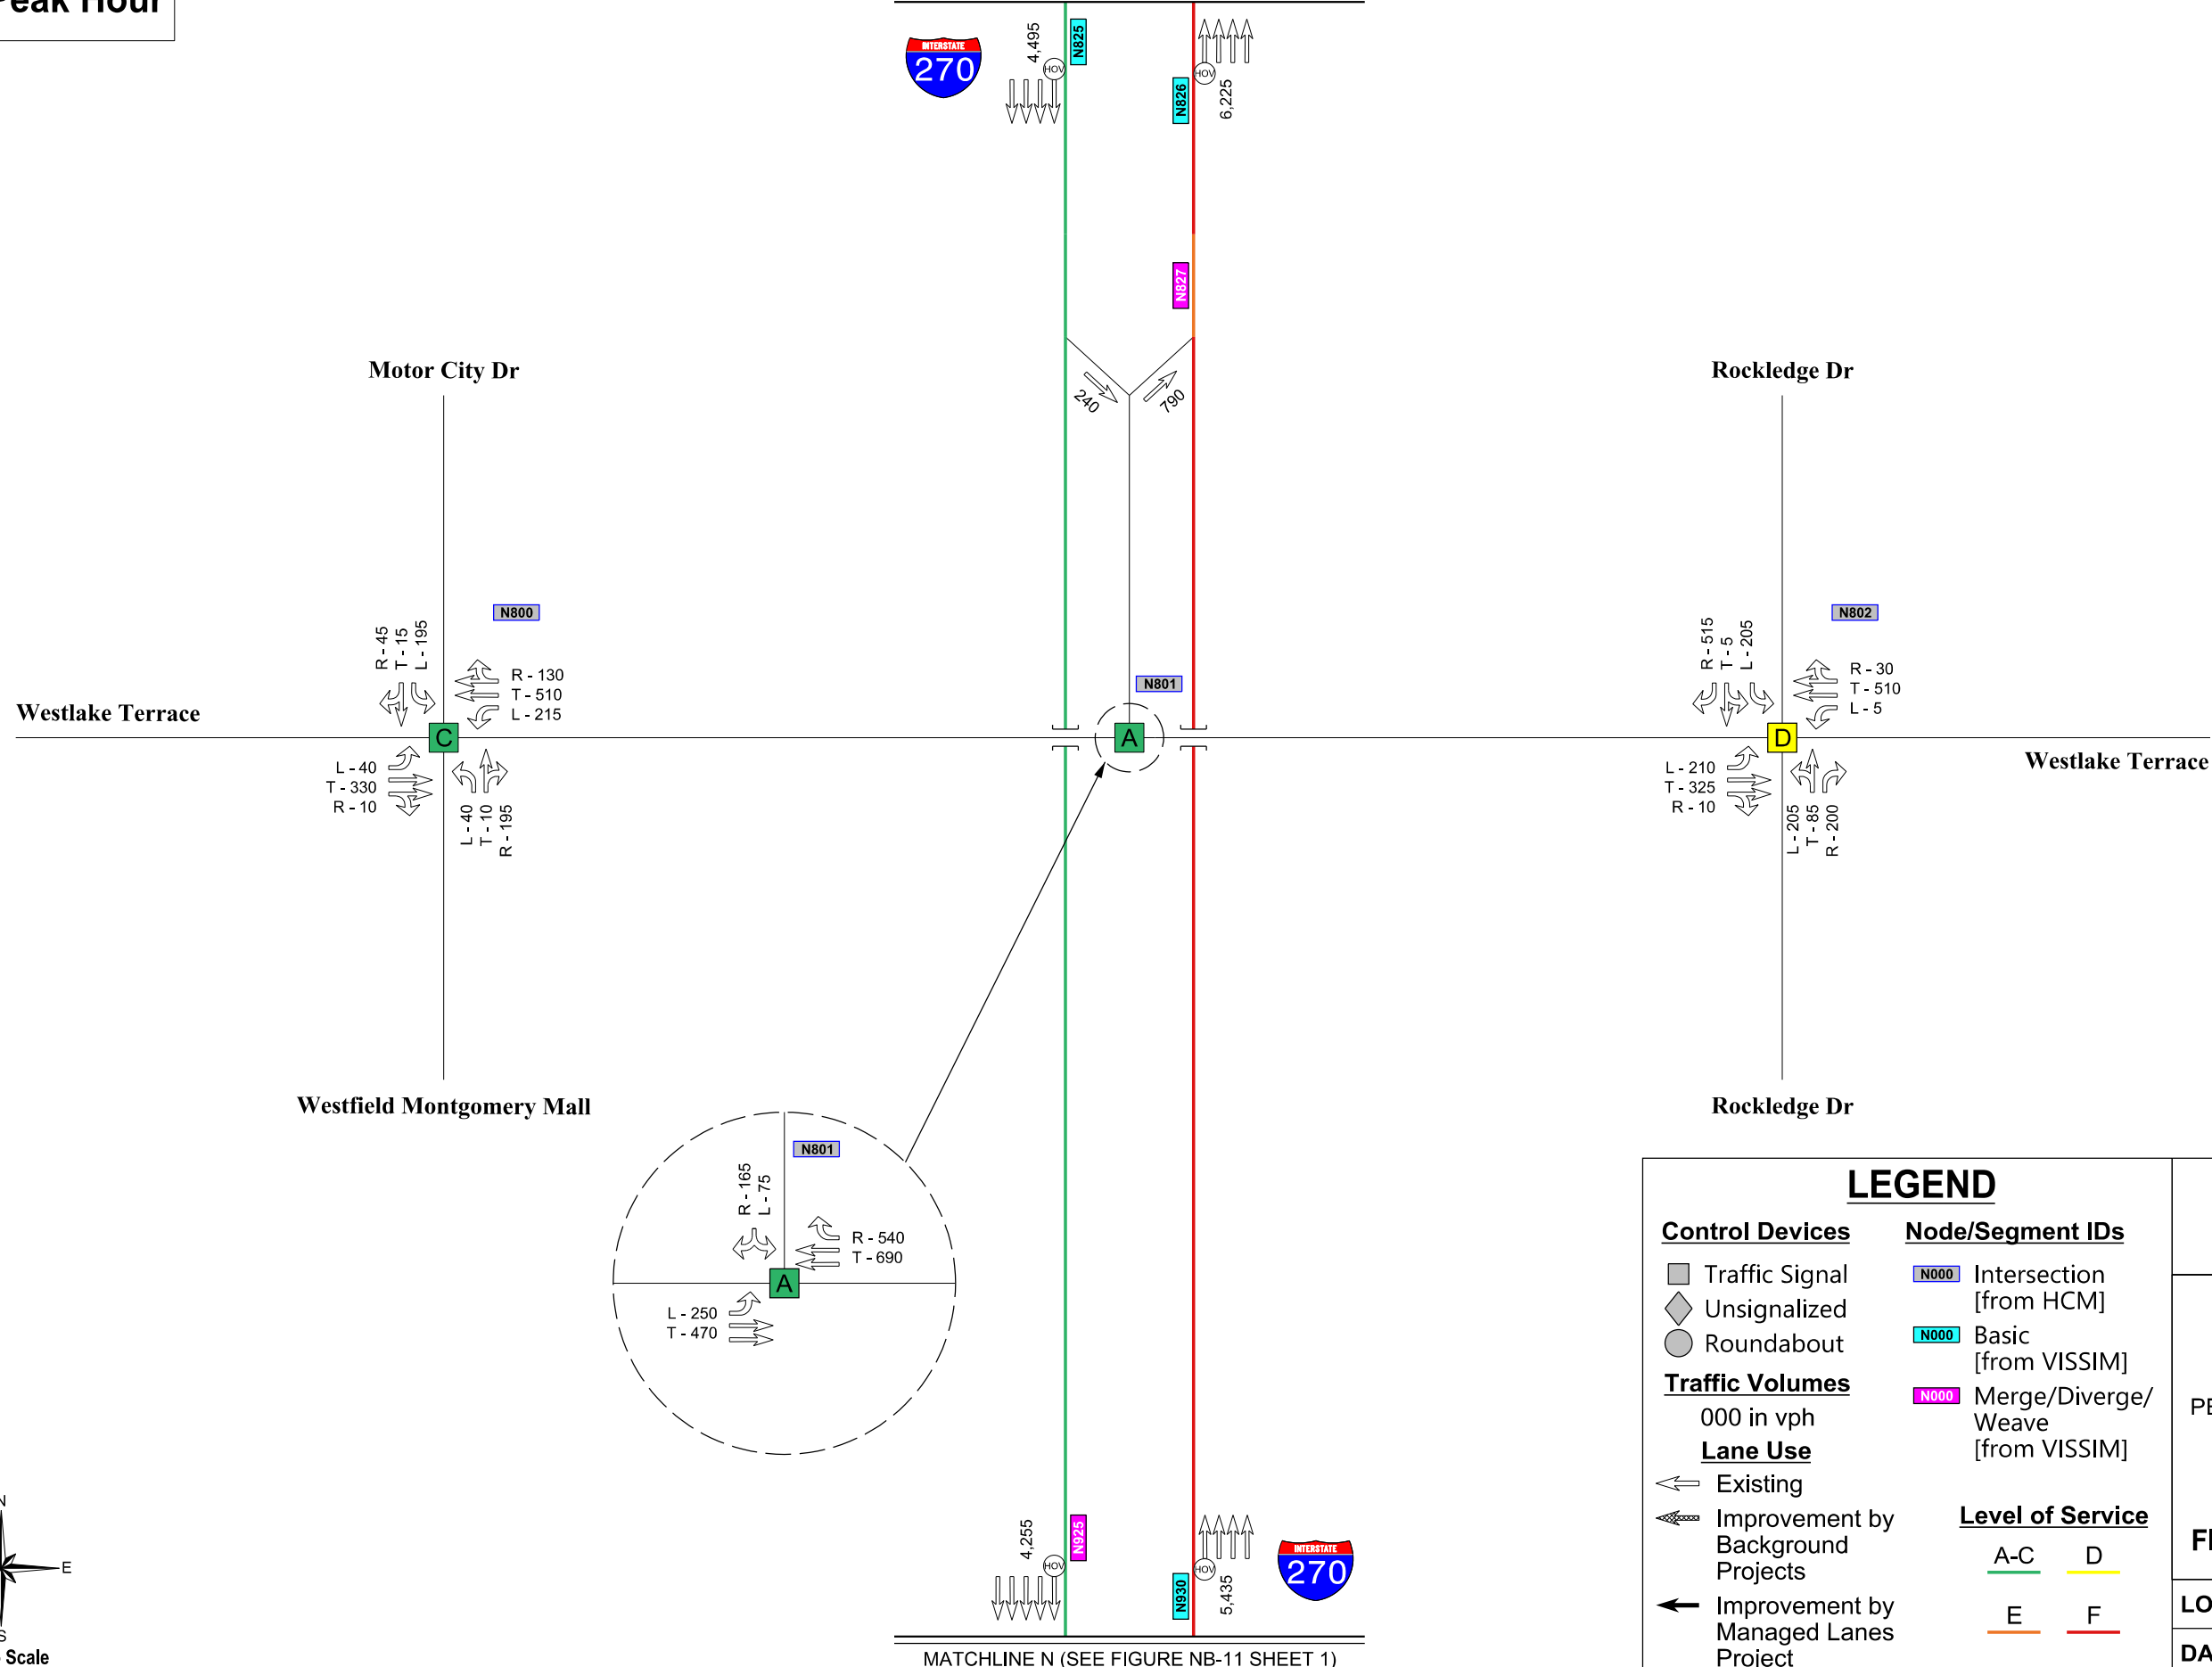 Peak Hour
INTERSTATE
270
4,495
HOV
N825
N826
HOV
6,225
N827
240
790
Motor City Dr
Rockledge Dr
N800
R - 45
T - 15
L - 195
R - 130
T - 510
L - 215
Westlake Terrace
C
L - 40
T - 330
R - 10
L - 40
T - 10
R - 195
N801
A
N802
R - 515
T - 5
L - 205
R - 30
T - 510
L - 5
D
Westlake Terrace
L - 210
T - 325
R - 10
L - 205
T - 85
R - 200
Westfield Montgomery Mall
Rockledge Dr
N801
R - 165
L - 75
R - 540
T - 690
A
L - 250
T - 470
4,255
HOV
N925
N930
HOV
5,435
INTERSTATE
270
MATCHLINE N (SEE FIGURE NB-11 SHEET 1)
N
E
S
Scale
LEGEND
Control Devices
Traffic Signal
Unsignalized
Roundabout
Traffic Volumes
000 in vph
Lane Use
Existing
Improvement by
Background
Projects
Improvement by
Managed Lanes
Project
Node/Segment IDs
N000 Intersection
[from HCM]
N000 Basic
[from VISSIM]
N000 Merge/Diverge/
Weave
[from VISSIM]
Level of Service
A-C D
E F